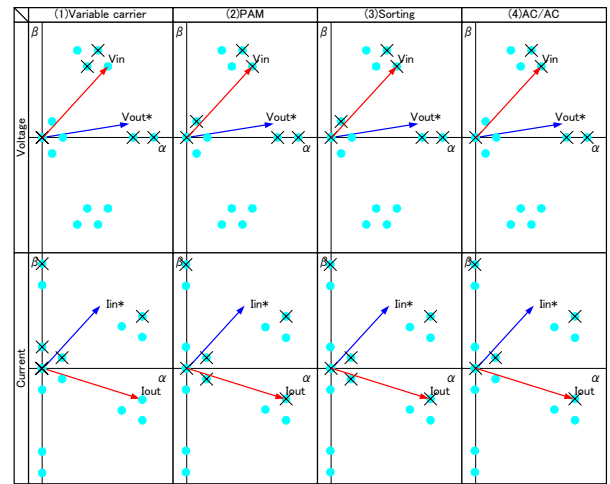 (1)Variable carrier (2)PAM (3)Sorting (4)AC/AC
Voltage
β β β β
Vin Vin Vin Vin
Vout* Vout* Vout* Vout*
α α α α
Current
β β β β
Iin* Iin* Iin* Iin*
α α α α
Iout Iout Iout Iout